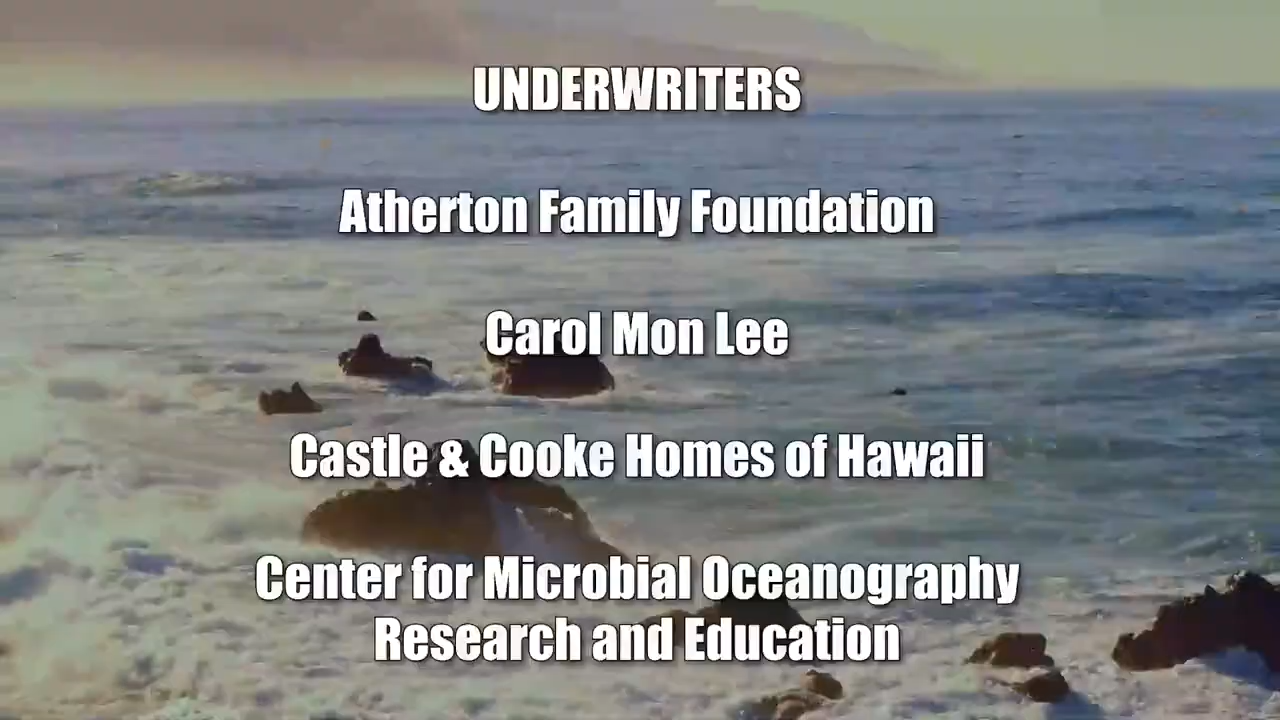 UNDERWRITERS
Atherton Family Foundation
Carol Mon Lee
Castle & Cooke Homes of Hawaii
Center for Microbial Oceanography
Research and Education